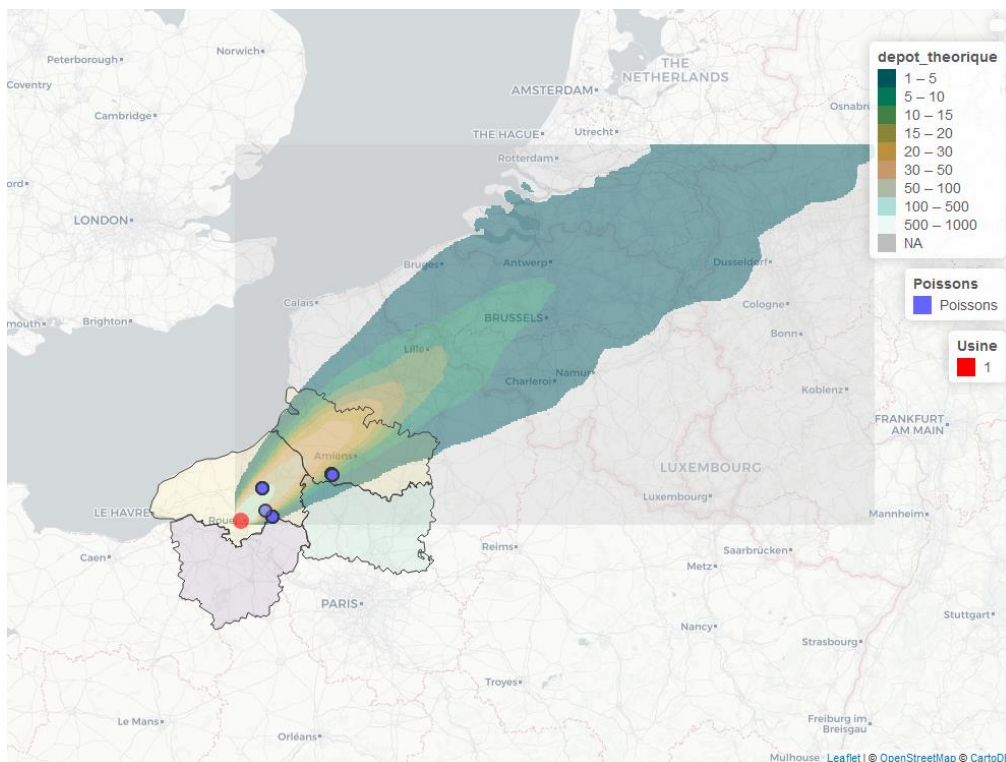 Norwich
Peterborough
Coventry
Cambridge
THE
NETHERLANDS
AMSTERDAM
Osnab
THE HAGUE
Utrecht
Rotterdam
ord
LONDON
Bruges
Antwerp
Dusseldorf
Calais
mouth
Brighton
BRUSSELS
Cologne
Bonn
Lille
Charleroi
Namur
Koblenz
FRANKFURT
AM MAIN
Amiens
LUXEMBOURG
Luxembourg
LE HAVRE
Mannheim
Caen
Reims
Saarbrücken
Metz
PARIS
Stuttgart
Nancy
Strasbourg
Troyes
Le Mans
Freiburg im
Breisgau
Orléans
Mulhouse
depot_theorique
1 – 5
5 – 10
10 – 15
15 – 20
20 – 30
30 – 50
50 – 100
100 – 500
500 – 1000
NA
Poissons
Poissons
Usine
1
Leaflet | © OpenStreetMap © CartoD